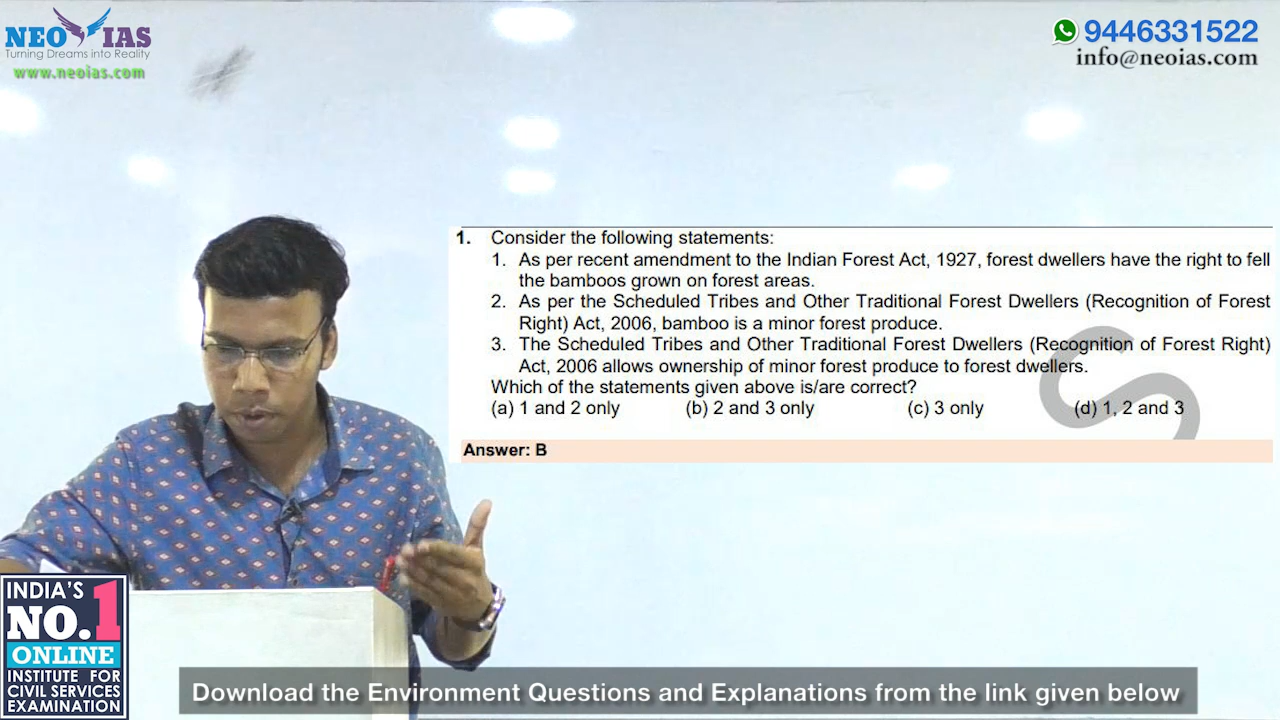 NEO IAS
Turning Dreams into Reality
www.neoias.com
9446331522
info@neoias.com
1. Consider the following statements:
1. As per recent amendment to the Indian Forest Act, 1927, forest dwellers have the right to fell
the bamboos grown on forest areas.
2. As per the Scheduled Tribes and Other Traditional Forest Dwellers (Recognition of Forest
Right) Act, 2006, bamboo is a minor forest produce.
3. The Scheduled Tribes and Other Traditional Forest Dwellers (Recognition of Forest Right)
Act, 2006 allows ownership of minor forest produce to forest dwellers.
Which of the statements given above is/are correct?
(a) 1 and 2 only (b) 2 and 3 only (c) 3 only (d) 1, 2 and 3
Answer: B
S
INDIA'S
NO.1
ONLINE
INSTITUTE FOR
CIVIL SERVICES
EXAMINATION
Download the Environment Questions and Explanations from the link given below